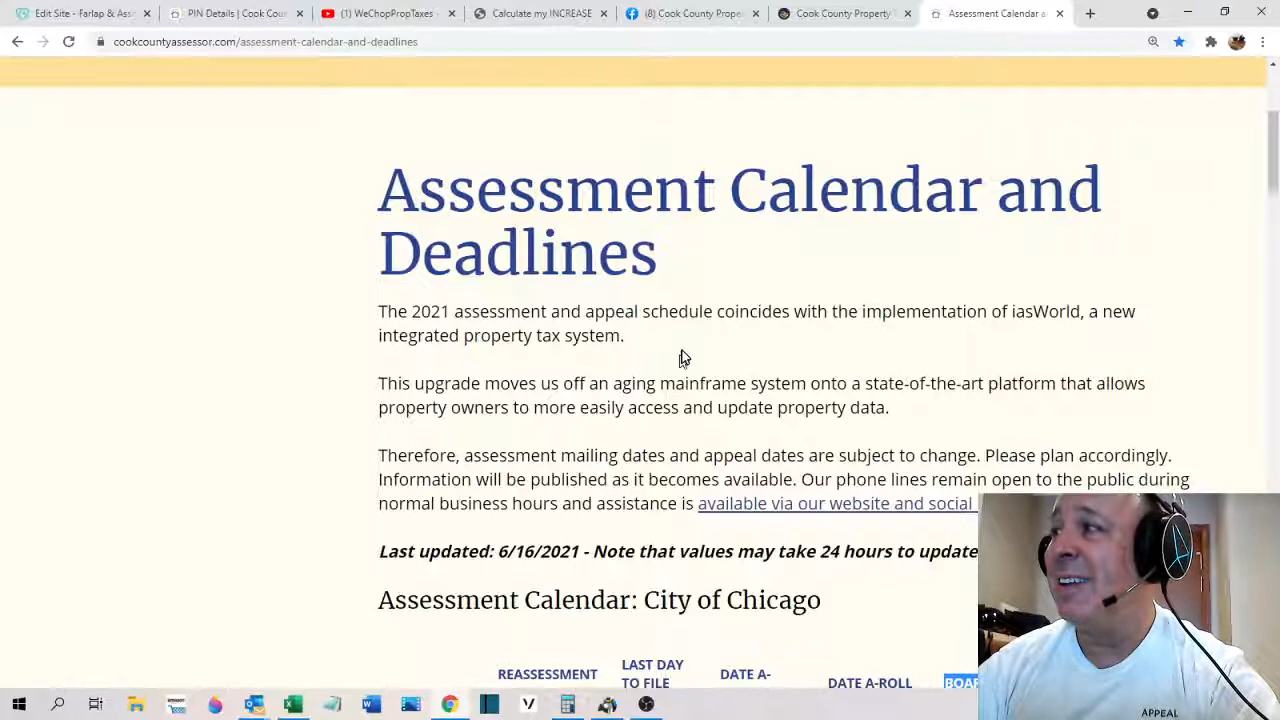 Edit Site - Farlap & Ass
PIN Details | Cook Coun
(1) WeChopPropTaxes -
Calculate my INCREASE
(8) Cook County Proper
Cook County Property
Assessment Calendar a
cookcountyassessor.com/assessment-calendar-and-deadlines
Assessment Calendar and
Deadlines
The 2021 assessment and appeal schedule coincides with the implementation of iasWorld, a new
integrated property tax system.
This upgrade moves us off an aging mainframe system onto a state-of-the-art platform that allows
property owners to more easily access and update property data.
Therefore, assessment mailing dates and appeal dates are subject to change. Please plan accordingly.
Information will be published as it becomes available. Our phone lines remain open to the public during
normal business hours and assistance is available via our website and social
Last updated: 6/16/2021 - Note that values may take 24 hours to update
Assessment Calendar: City of Chicago
REASSESSMENT
LAST DAY
TO FILE
DATE A-
DATE A-ROLL
BOAR
APPEAL